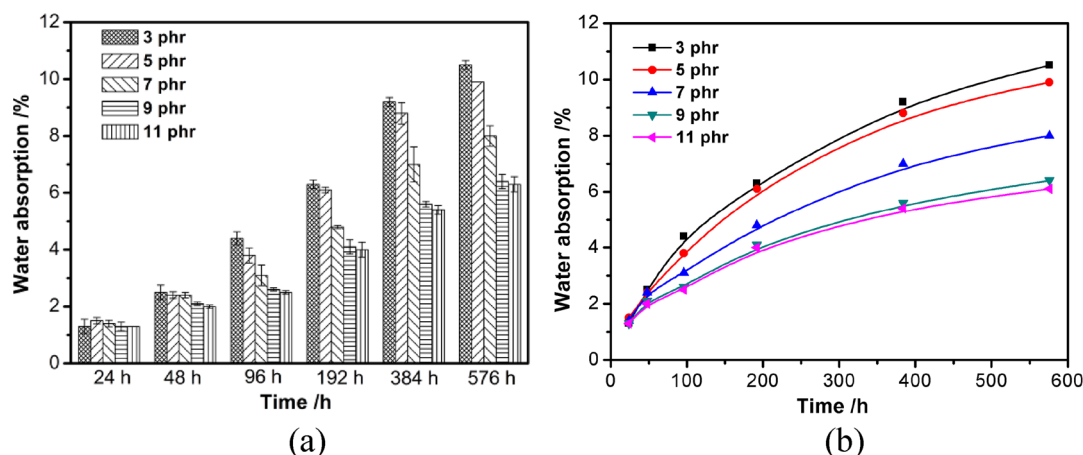 12
10
8
6
4
2
0
Water absorption /%
3 phr
5 phr
7 phr
9 phr
11 phr
24 h 48 h 96 h 192 h 384 h 576 h
Time /h
(a)
12
10
8
6
4
2
0
Water absorption /%
3 phr
5 phr
7 phr
9 phr
11 phr
0 100 200 300 400 500 600
Time /h
(b)